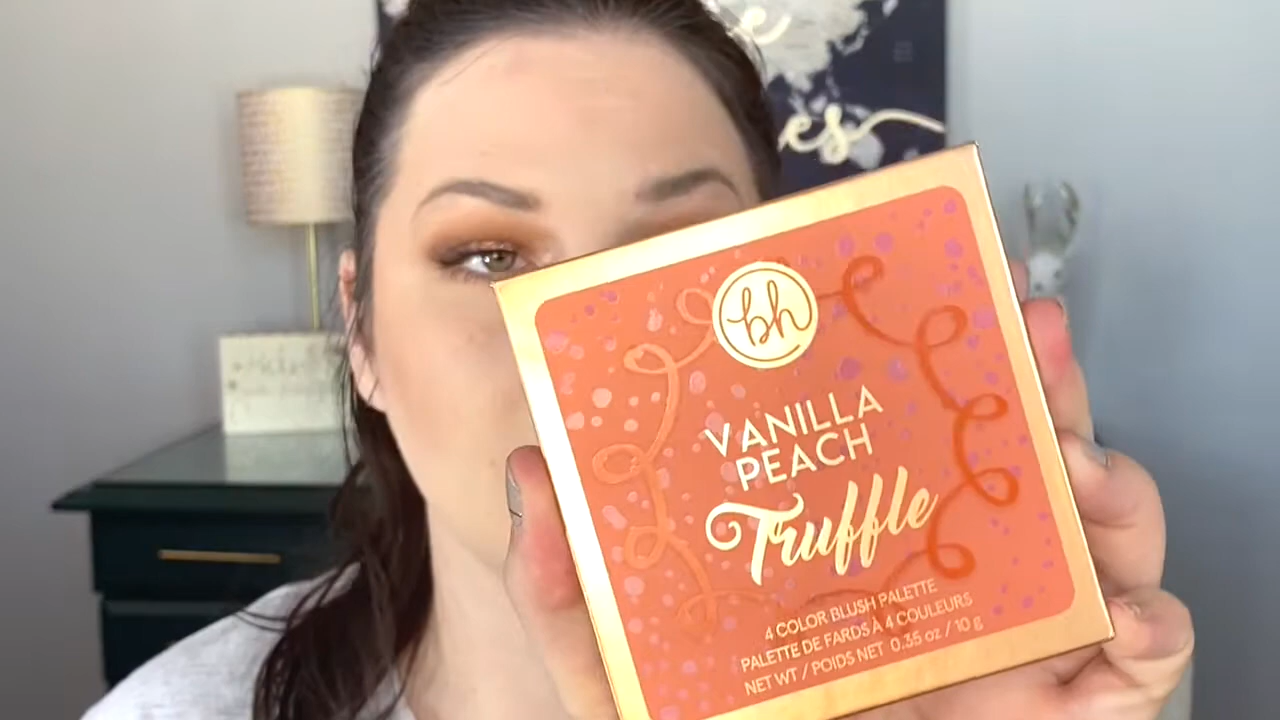 es
bh
VANILLA
PEACH
Truffle
4 COLOR BLUSH PALETTE
PALETTE DE FARDS À 4 COULEURS
NET WT / POIDS NET 0.35 oz / 10 g